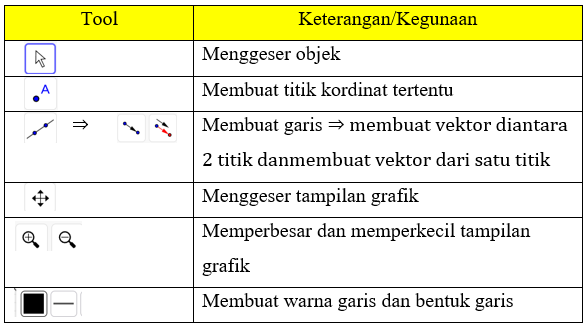 Tool Keterangan/Kegunaan
Menggeser objek
A Membuat titik kordinat tertentu
⇒ Membuat garis ⇒ membuat vektor diantara
2 titik danmembuat vektor dari satu titik
Menggeser tampilan grafik
Memperbesar dan memperkecil tampilan
grafik
Membuat warna garis dan bentuk garis